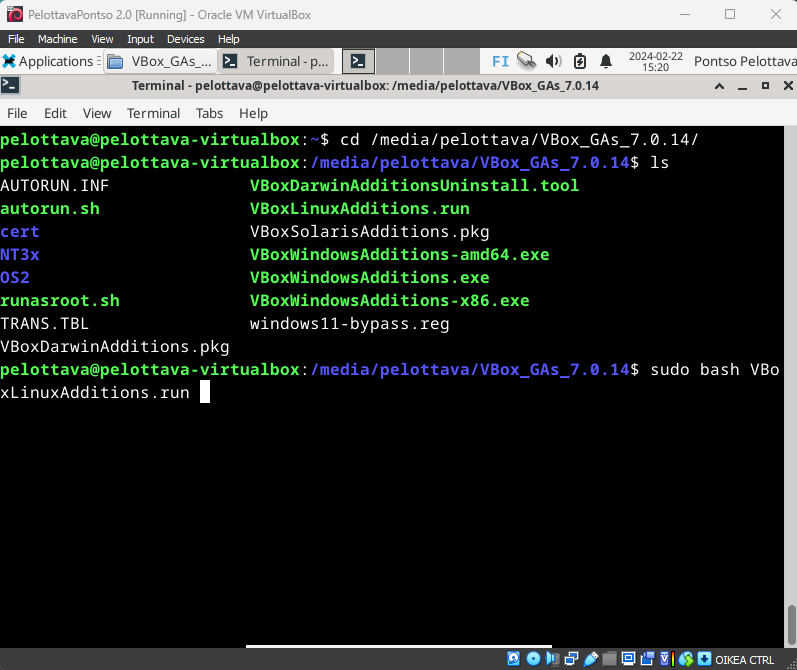 PelottavaPontso 2.0 [Running] - Oracle VM VirtualBox
File Machine View Input Devices Help
Applications VBox_GAs_... Terminal - p... FI 2024-02-22 15:20 Pontso Pelottava
Terminal - pelottava@pelottava-virtualbox: /media/pelottava/VBox_GAs_7.0.14
File Edit View Terminal Tabs Help
pelottava@pelottava-virtualbox:~$ cd /media/pelottava/VBox_GAs_7.0.14/
pelottava@pelottava-virtualbox:/media/pelottava/VBox_GAs_7.0.14$ ls
AUTORUN.INF VBoxDarwinAdditionsUninstall.tool
autorun.sh VBoxLinuxAdditions.run
cert VBoxSolarisAdditions.pkg
NT3x VBoxWindowsAdditions-amd64.exe
OS2 VBoxWindowsAdditions.exe
runasroot.sh VBoxWindowsAdditions-x86.exe
TRANS.TBL windows11-bypass.reg
VBoxDarwinAdditions.pkg
pelottava@pelottava-virtualbox:/media/pelottava/VBox_GAs_7.0.14$ sudo bash VBo
xLinuxAdditions.run
OIKEA CTRL